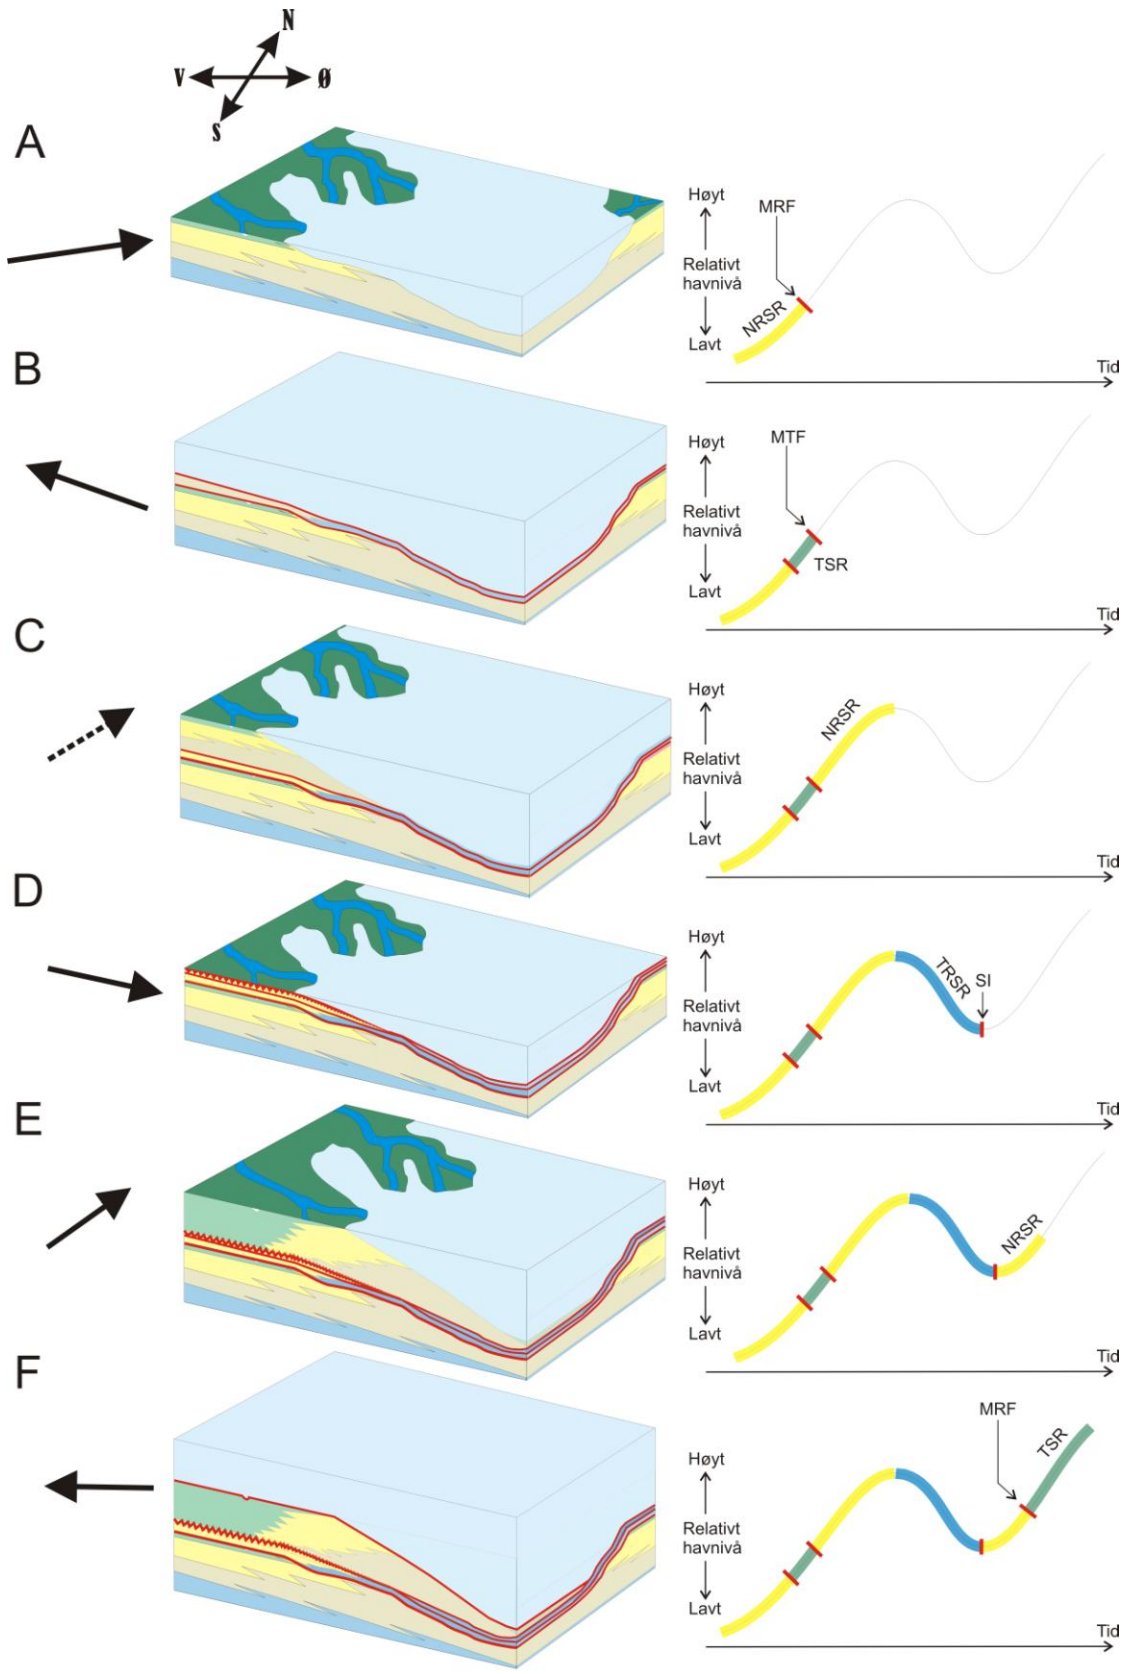 N
V Ø
S
A
Høyt
MRF
Relativt
havnivå
NRSR
Lavt
Tid
B
Høyt
MTF
Relativt
havnivå
TSR
Lavt
Tid
C
Høyt
NRSR
Relativt
havnivå
Lavt
Tid
D
Høyt
TRSR
SI
Relativt
havnivå
Lavt
Tid
E
Høyt
NRSR
Relativt
havnivå
Lavt
Tid
F
MRF
TSR
Høyt
Relativt
havnivå
Lavt
Tid